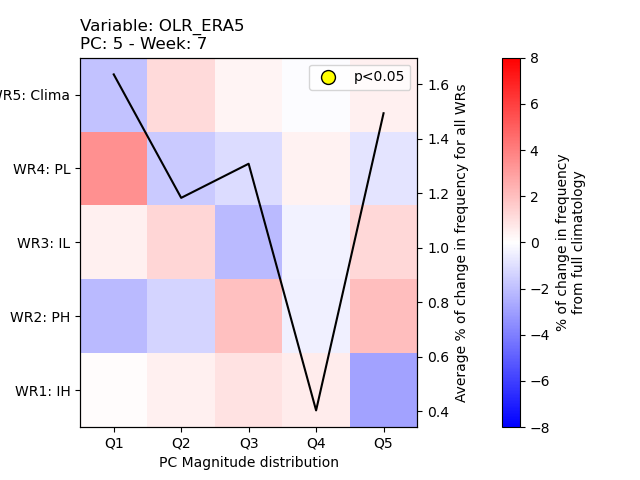 Variable: OLR_ERA5
PC: 5 - Week: 7
p<0.05
WR5: Clima
WR4: PL
WR3: IL
WR2: PH
WR1: IH
Q1 Q2 Q3 Q4 Q5
PC Magnitude distribution
1.6
1.4
1.2
1.0
0.8
0.6
0.4
Average % of change in frequency for all WRs
8
6
4
2
0
−2
−4
−6
−8
% of change in frequency
from full climatology